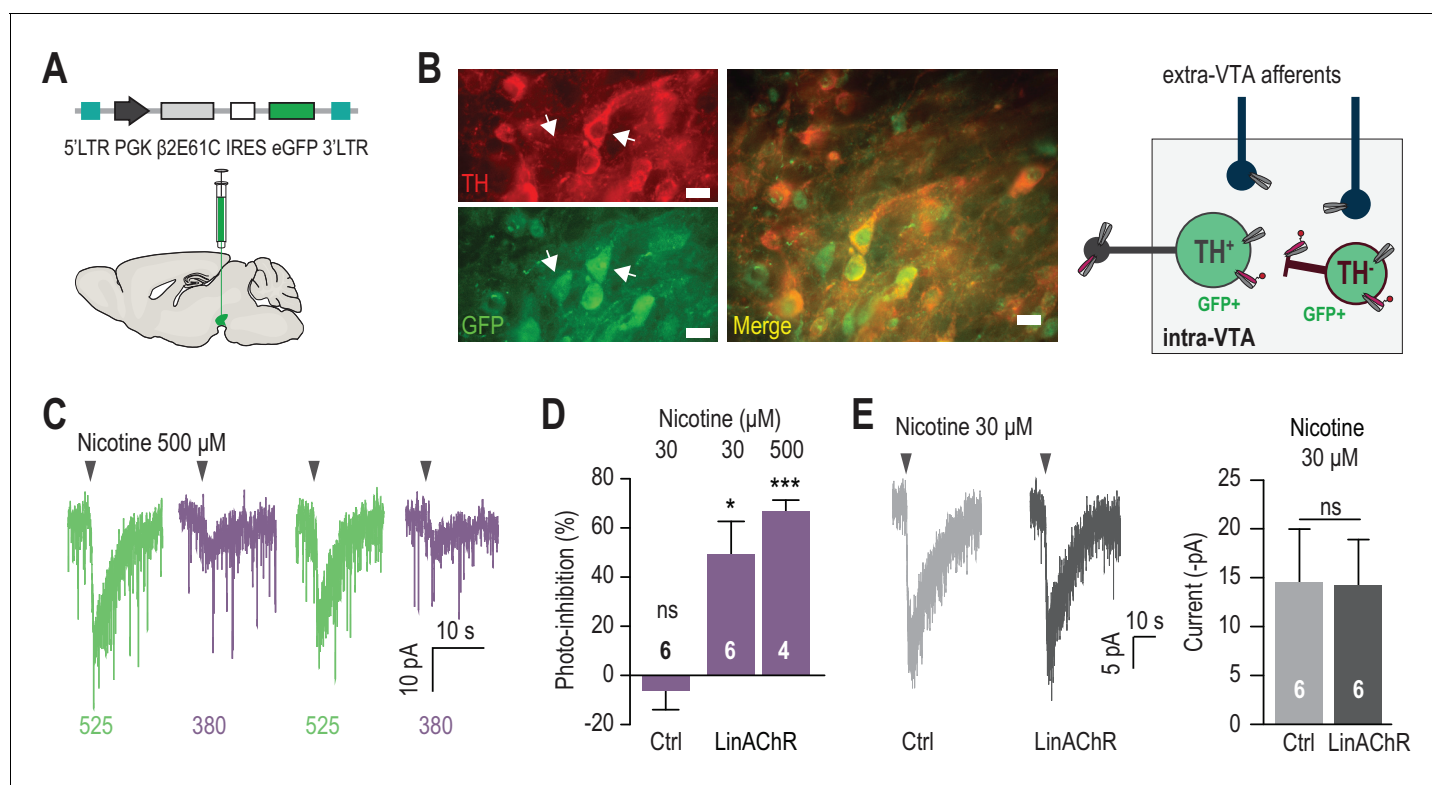 A
5'LTR PGK β2E61C IRES eGFP 3'LTR
B
TH
GFP
Merge
extra-VTA afferents
TH+
TH-
GFP+
GFP+
intra-VTA
C
Nicotine 500 µM
10 s
10 pA
525
380
525
380
D
Nicotine (µM)
30
30
500
Photo-inhibition (%)
80
60
40
20
0
-20
ns
*
***
6
6
4
Ctrl
LinAChR
E
Nicotine 30 µM
10 s
5 pA
Ctrl
LinAChR
Nicotine
30 µM
Current (-pA)
25
20
15
10
5
0
ns
6
6
Ctrl
LinAChR